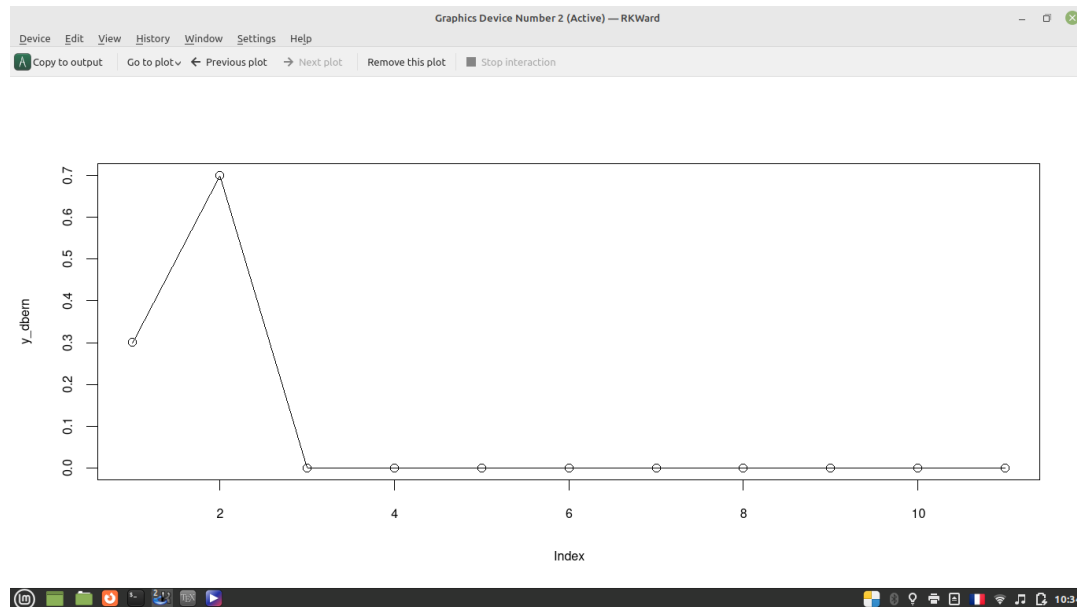 Graphics Device Number 2 (Active) — RKWard
Device Edit View History Window Settings Help
Copy to output Go to plot Previous plot Next plot Remove this plot Stop interaction
0.7
0.6
0.5
0.4
0.3
0.2
0.1
0.0
y_dbern
2 4 6 8 10
Index
10:34